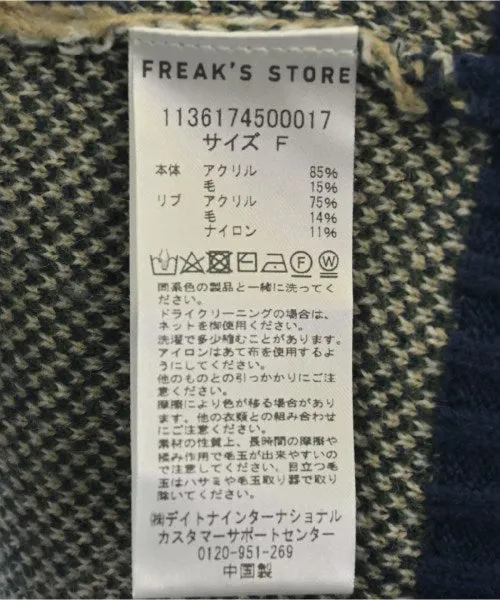 FREAK'S STORE
1136174500017
サイズ F
本体 アクリル 85%
毛 15%
リブ アクリル 75%
毛 14%
ナイロン 11%
F W
同系色の製品と一緒に洗ってく
ださい。
ドライクリーニングの場合は、
ネットを御使用ください。
洗濯で多少縮むことがあります。
アイロンはあて布を使用するよ
うにしてください。
他のものとの引っかかりにご注
意ください。
摩擦により色が移る場合があり
ます。他の衣類との組み合わせ
にご注意ください。
素材の性質上、長時間の摩擦や
揉み作用で毛玉が出来やすいの
で注意してください。目立つ毛
玉はハサミや毛玉取り器で取り
除いてください。
㈱デイトナインターナショナル
カスタマーサポートセンター
0120-951-269
中国製